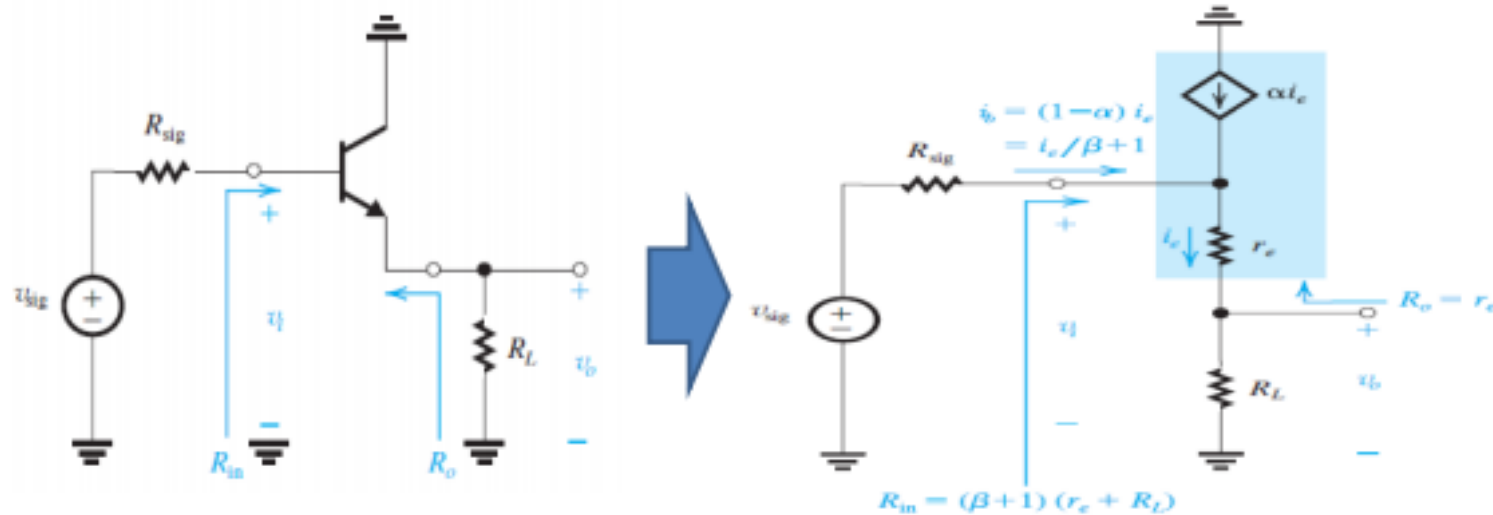 R_sig
v_sig
+
−
+
v_i
−
R_in
R_o
R_L
+
v_o
−
αi_e
i_b = (1−α) i_e
= i_e/β+1
R_sig
i_e
r_e
v_sig
+
−
+
v_i
−
R_o = r_e
+
R_L
v_o
−
R_in = (β+1) (r_e + R_L)